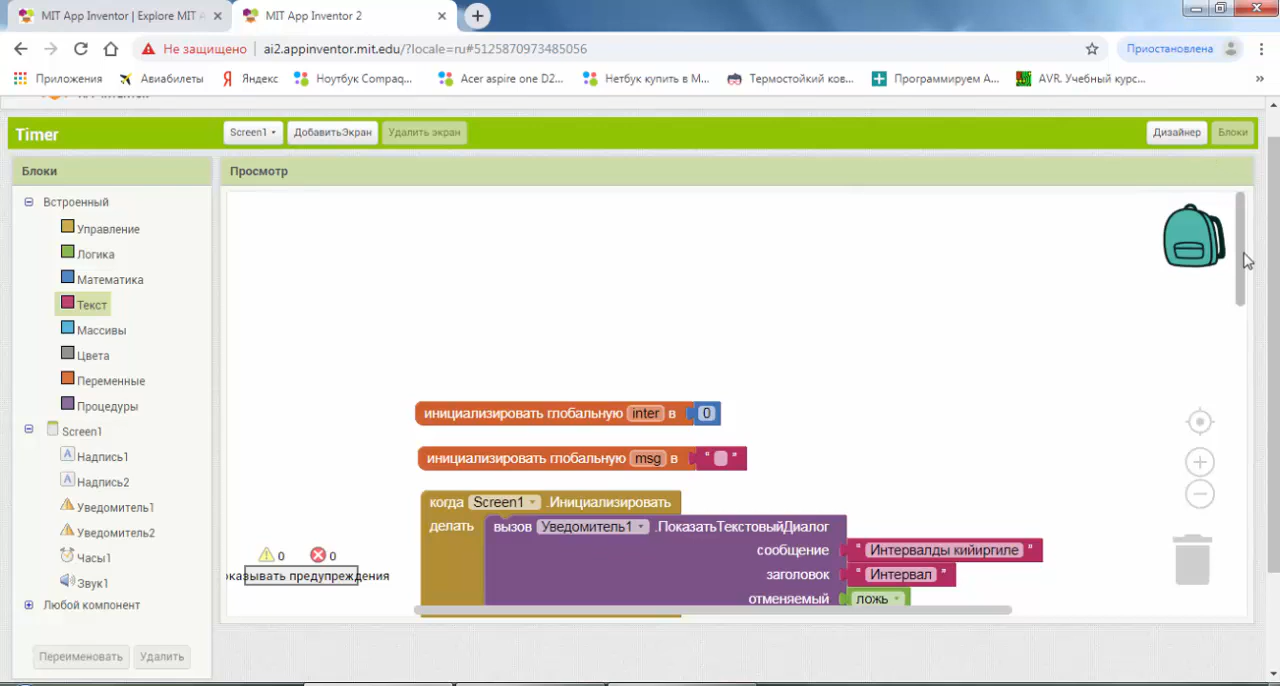 MIT App Inventor | Explore MIT A
MIT App Inventor 2
Не защищено
ai2.appinventor.mit.edu/?locale=ru#5125870973485056
Приостановлена
Приложения
Авиабилеты
Яндекс
Ноутбук Compaq...
Acer aspire one D2...
Нетбук купить в М...
Термостойкий ков...
Программируем А...
AVR. Учебный курс...
»
Timer
Screen1
ДобавитьЭкран
Удалить экран
Дизайнер
Блоки
Блоки
Просмотр
Встроенный
Управление
Логика
Математика
Текст
Массивы
Цвета
Переменные
Процедуры
Screen1
Надпись1
Надпись2
Уведомитель1
Уведомитель2
Часы1
Звук1
Любой компонент
Переименовать
Удалить
инициализировать глобальную inter в 0
инициализировать глобальную msg в " "
когда Screen1 .Инициализировать
делать вызов Уведомитель1 .ПоказатьТекстовыйДиалог
сообщение " Интервалды кийиргиле "
заголовок " Интервал "
отменяемый ложь
0 0
оказывать предупреждения